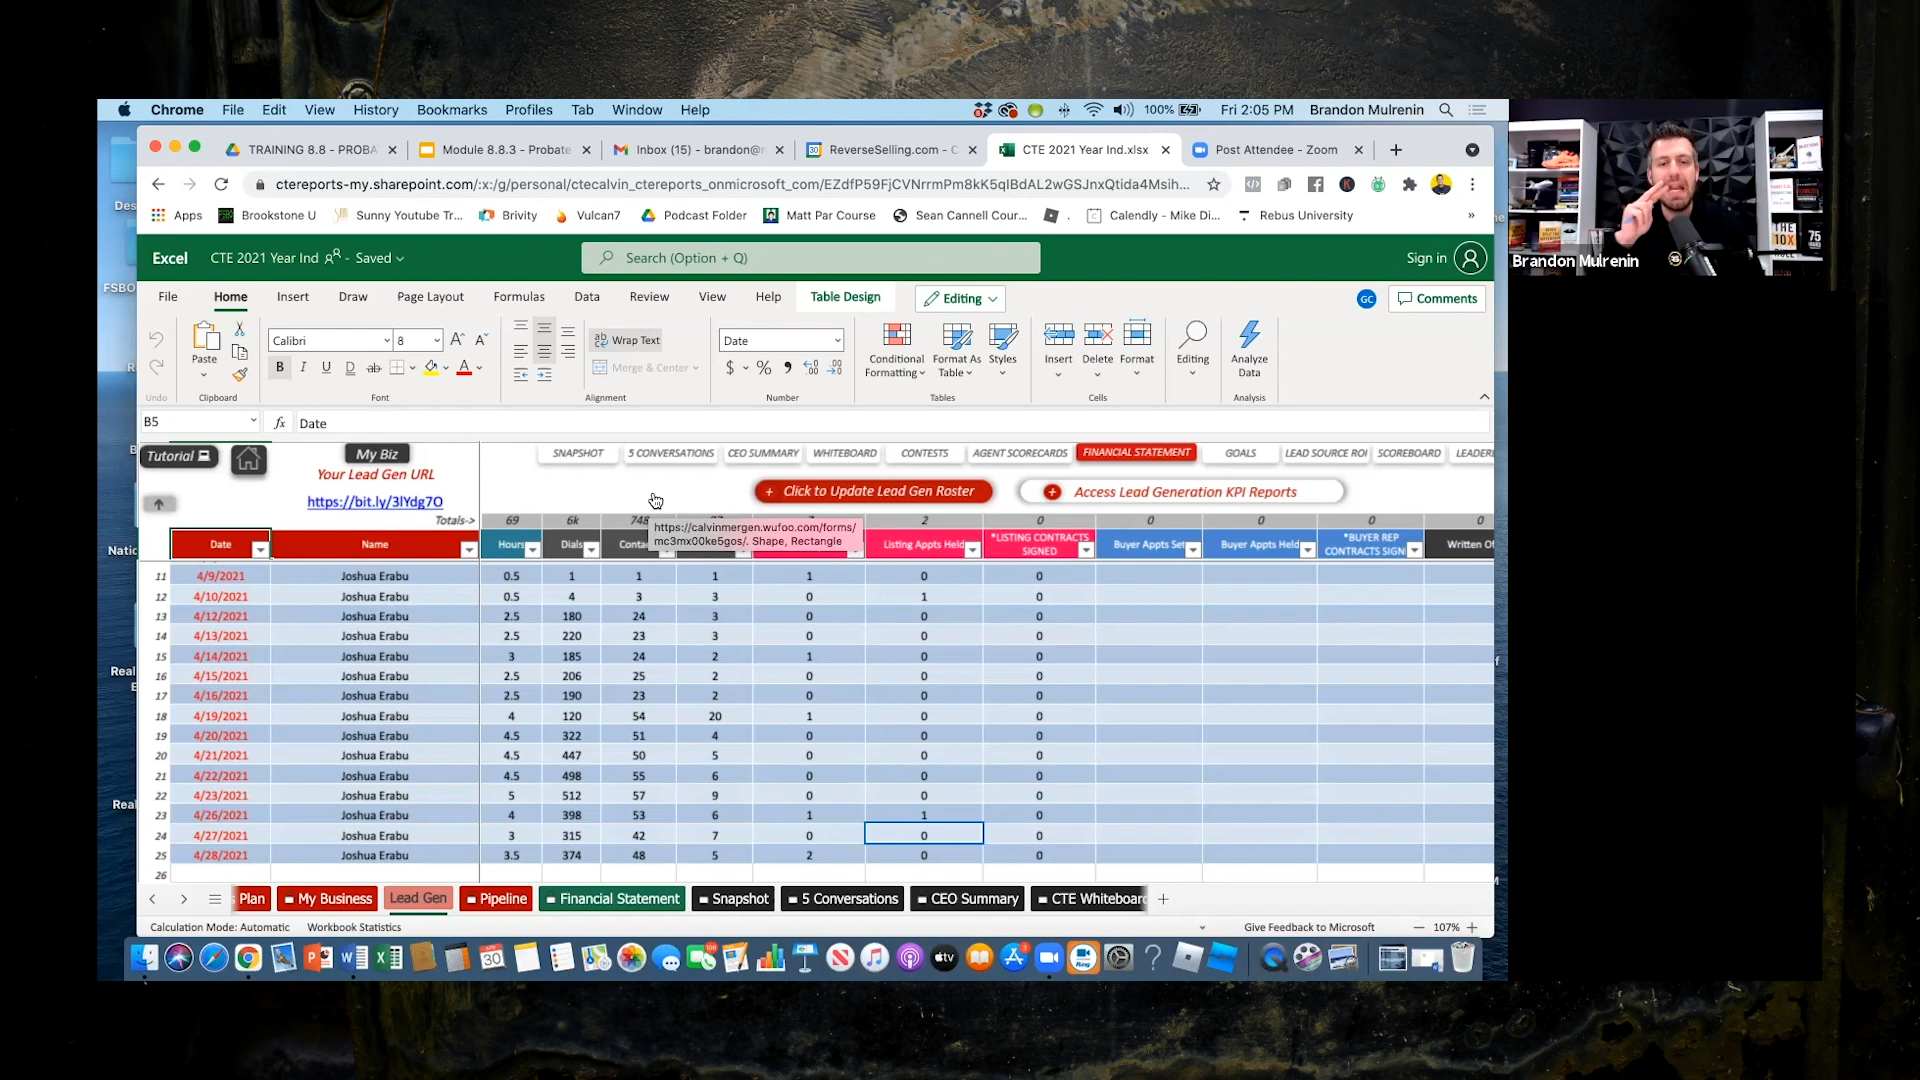 Chrome File Edit View History Bookmarks Profiles Tab Window Help 100% Fri 2:05 PM Brandon Mulrenin
TRAINING 8.8 - PROBA Module 8.8.3 - Probate Inbox (15) - brandon@r ReverseSelling.com - C CTE 2021 Year Ind.xlsx Post Attendee - Zoom
ctereports-my.sharepoint.com/:x:/g/personal/ctecalvin_ctereports_onmicrosoft_com/EZdfP59FjCVNrrmPm8kK5qIBdAL2wGSJnxQtida4Msih...
Apps Brookstone U Sunny Youtube Tr... Brivity Vulcan7 Podcast Folder Matt Par Course Sean Cannell Cour... . Calendly - Mike Di... Rebus University »
Excel CTE 2021 Year Ind - Saved Search (Option + Q) Sign in
Brandon Mulrenin
THE
10X
75
FSBO
File Home Insert Draw Page Layout Formulas Data Review View Help Table Design Editing GC Comments
Paste Calibri 8 Wrap Text Date Conditional Formatting Format As Table Styles Insert Delete Format Editing Analyze Data
B I U D ab A Merge & Center $ %
Undo Clipboard Font Alignment Number Tables Cells Analysis
B5 fx Date
Tutorial My Biz SNAPSHOT 5 CONVERSATIONS CEO SUMMARY WHITEBOARD CONTESTS AGENT SCORECARDS FINANCIAL STATEMENT GOALS LEAD SOURCE ROI SCOREBOARD LEADER
Your Lead Gen URL
https://bit.ly/3lYdg7O + Click to Update Lead Gen Roster + Access Lead Generation KPI Reports
Totals-> 69 6k 748 2 0 0 0 0 0
https://calvinmergen.wufoo.com/forms/
mc3mx00ke5gos/. Shape, Rectangle
Date Name Hours Dials Conta Listing Appts Held *LISTING CONTRACTS SIGNED Buyer Appts Set Buyer Appts Held *BUYER REP CONTRACTS SIGN Written Of
11 4/9/2021 Joshua Erabu 0.5 1 1 1 1 0 0
12 4/10/2021 Joshua Erabu 0.5 4 3 3 0 1 0
13 4/12/2021 Joshua Erabu 2.5 180 24 3 0 0 0
14 4/13/2021 Joshua Erabu 2.5 220 23 3 0 0 0
15 4/14/2021 Joshua Erabu 3 185 24 2 1 0 0
16 4/15/2021 Joshua Erabu 2.5 206 25 2 0 0 0
17 4/16/2021 Joshua Erabu 2.5 190 23 2 0 0 0
18 4/19/2021 Joshua Erabu 4 120 54 20 1 0 0
19 4/20/2021 Joshua Erabu 4.5 322 51 4 0 0 0
20 4/21/2021 Joshua Erabu 4.5 447 50 5 0 0 0
21 4/22/2021 Joshua Erabu 4.5 498 55 6 0 0 0
22 4/23/2021 Joshua Erabu 5 512 57 9 0 0 0
23 4/26/2021 Joshua Erabu 4 398 53 6 1 1 0
24 4/27/2021 Joshua Erabu 3 315 42 7 0 0 0
25 4/28/2021 Joshua Erabu 3.5 374 48 5 2 0 0
26
Plan My Business Lead Gen Pipeline Financial Statement Snapshot 5 Conversations CEO Summary CTE Whiteboard
Calculation Mode: Automatic Workbook Statistics Give Feedback to Microsoft 107%